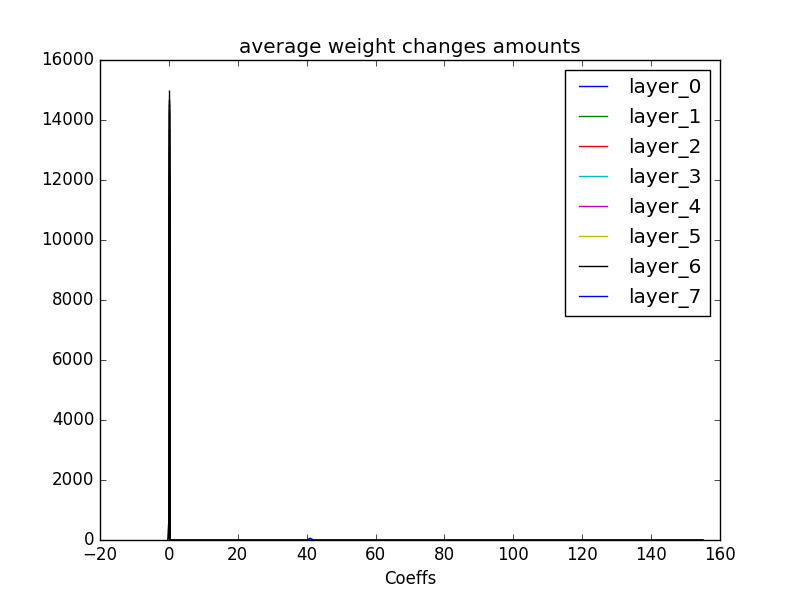 average weight changes amounts
16000
14000
12000
10000
8000
6000
4000
2000
0
layer_0
layer_1
layer_2
layer_3
layer_4
layer_5
layer_6
layer_7
−20 0 20 40 60 80 100 120 140 160
Coeffs